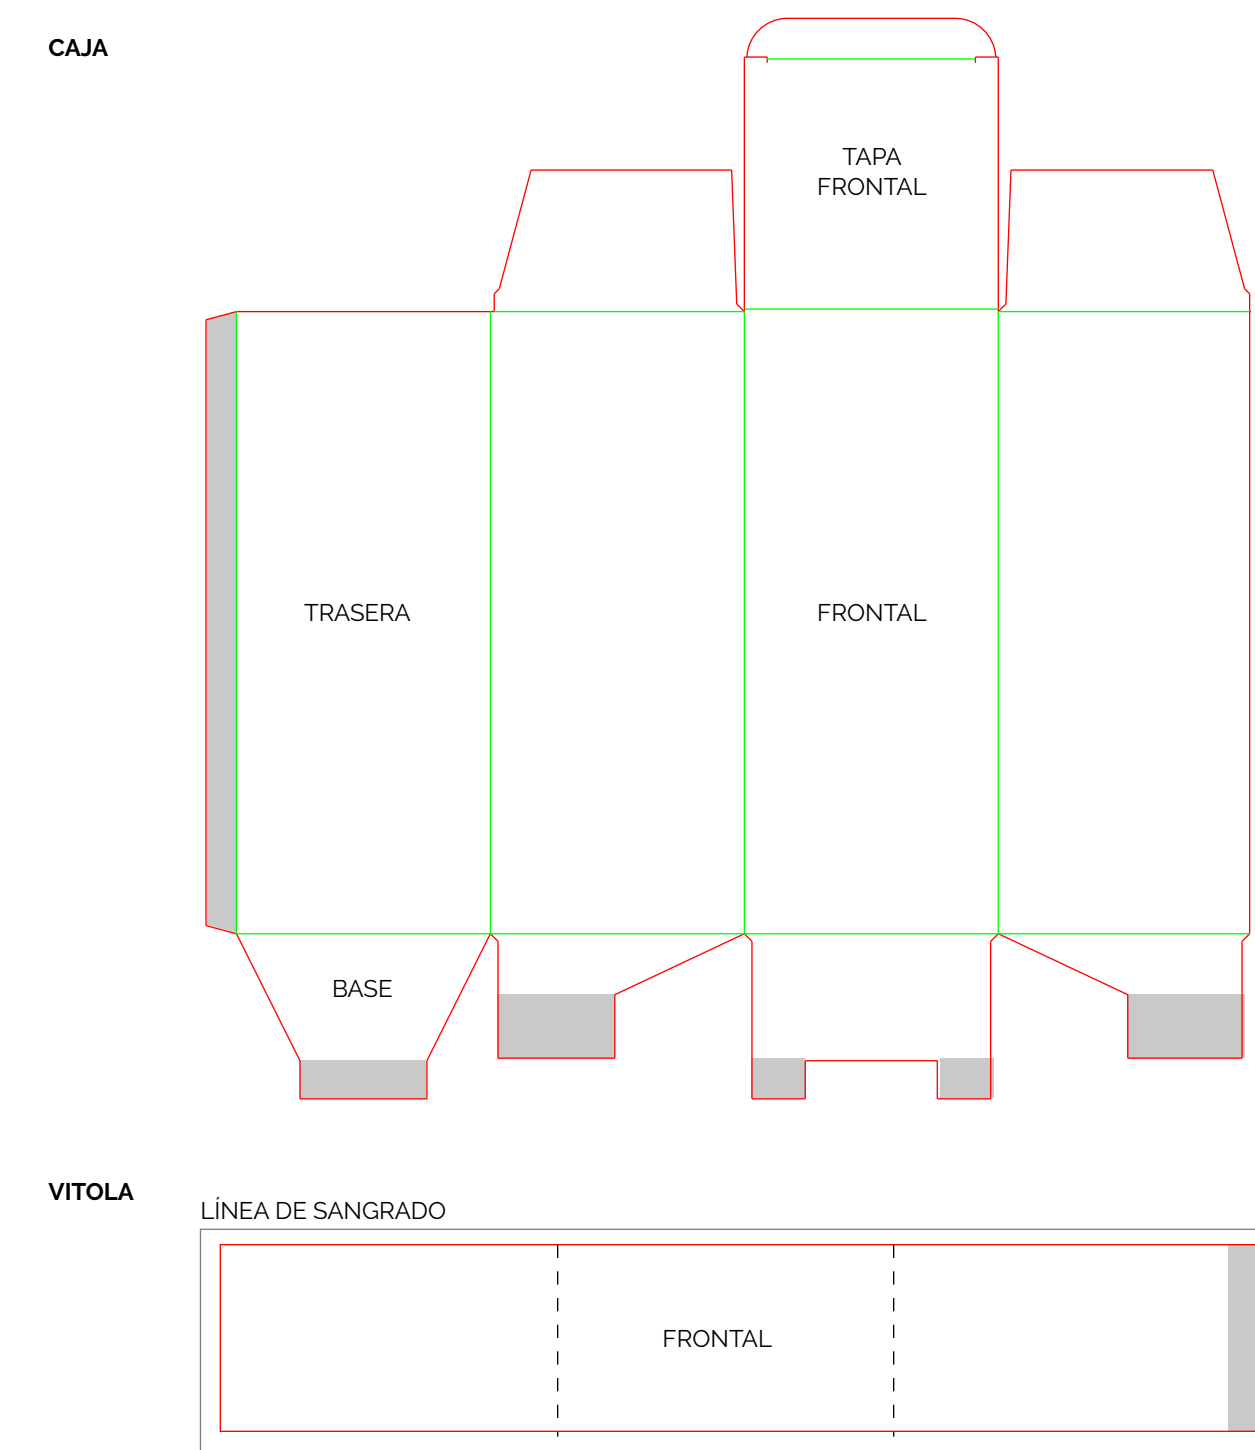 CAJA
TAPA
FRONTAL
TRASERA
FRONTAL
BASE
VITOLA
LÍNEA DE SANGRADO
FRONTAL